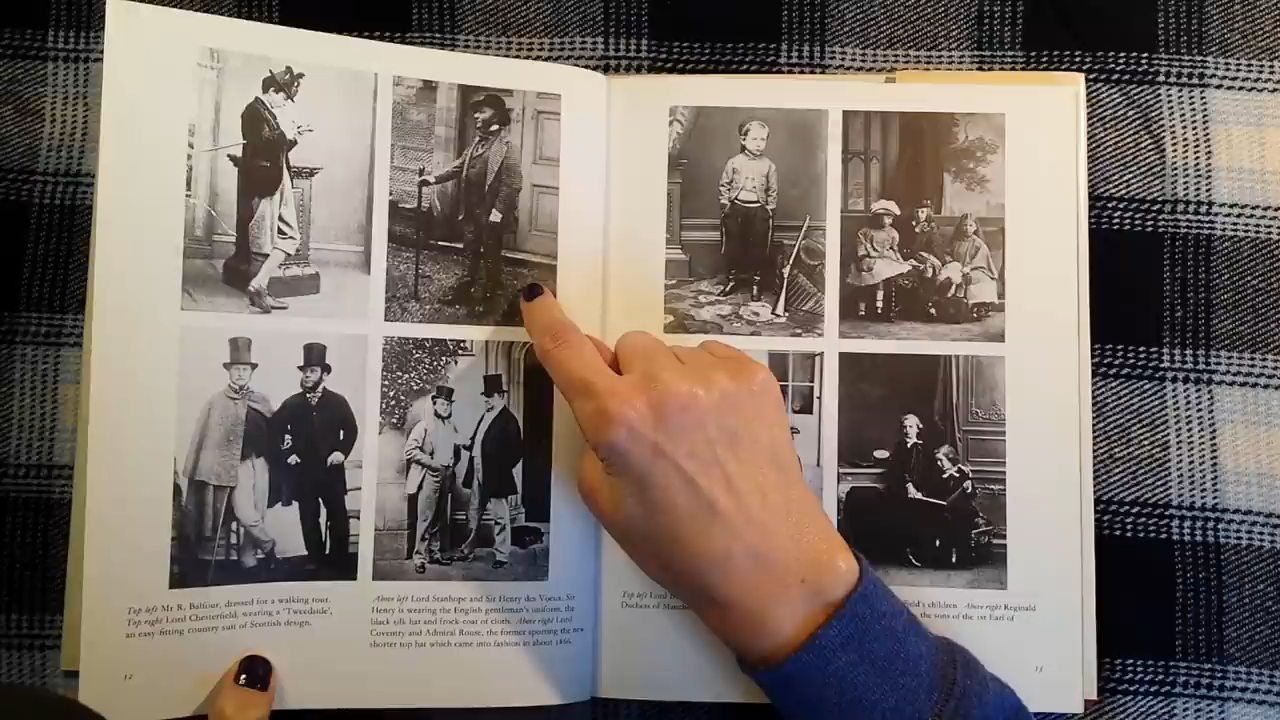 Top left Mr R. Balfour, dressed for a walking tour.
Top right Lord Chesterfield, wearing a 'Tweedside',
an easy-fitting country suit of Scottish design.
Above left Lord Stanhope and Sir Henry des Voeux. Sir
Henry is wearing the English gentleman's uniform, the
black silk hat and frock-coat of cloth. Above right Lord
Coventry and Admiral Rouse, the former sporting the new
shorter top hat which came into fashion in about 1860.
12
Top left Lord
Duchess of
children. Above right Reginald
the sons of the 1st Earl of
13